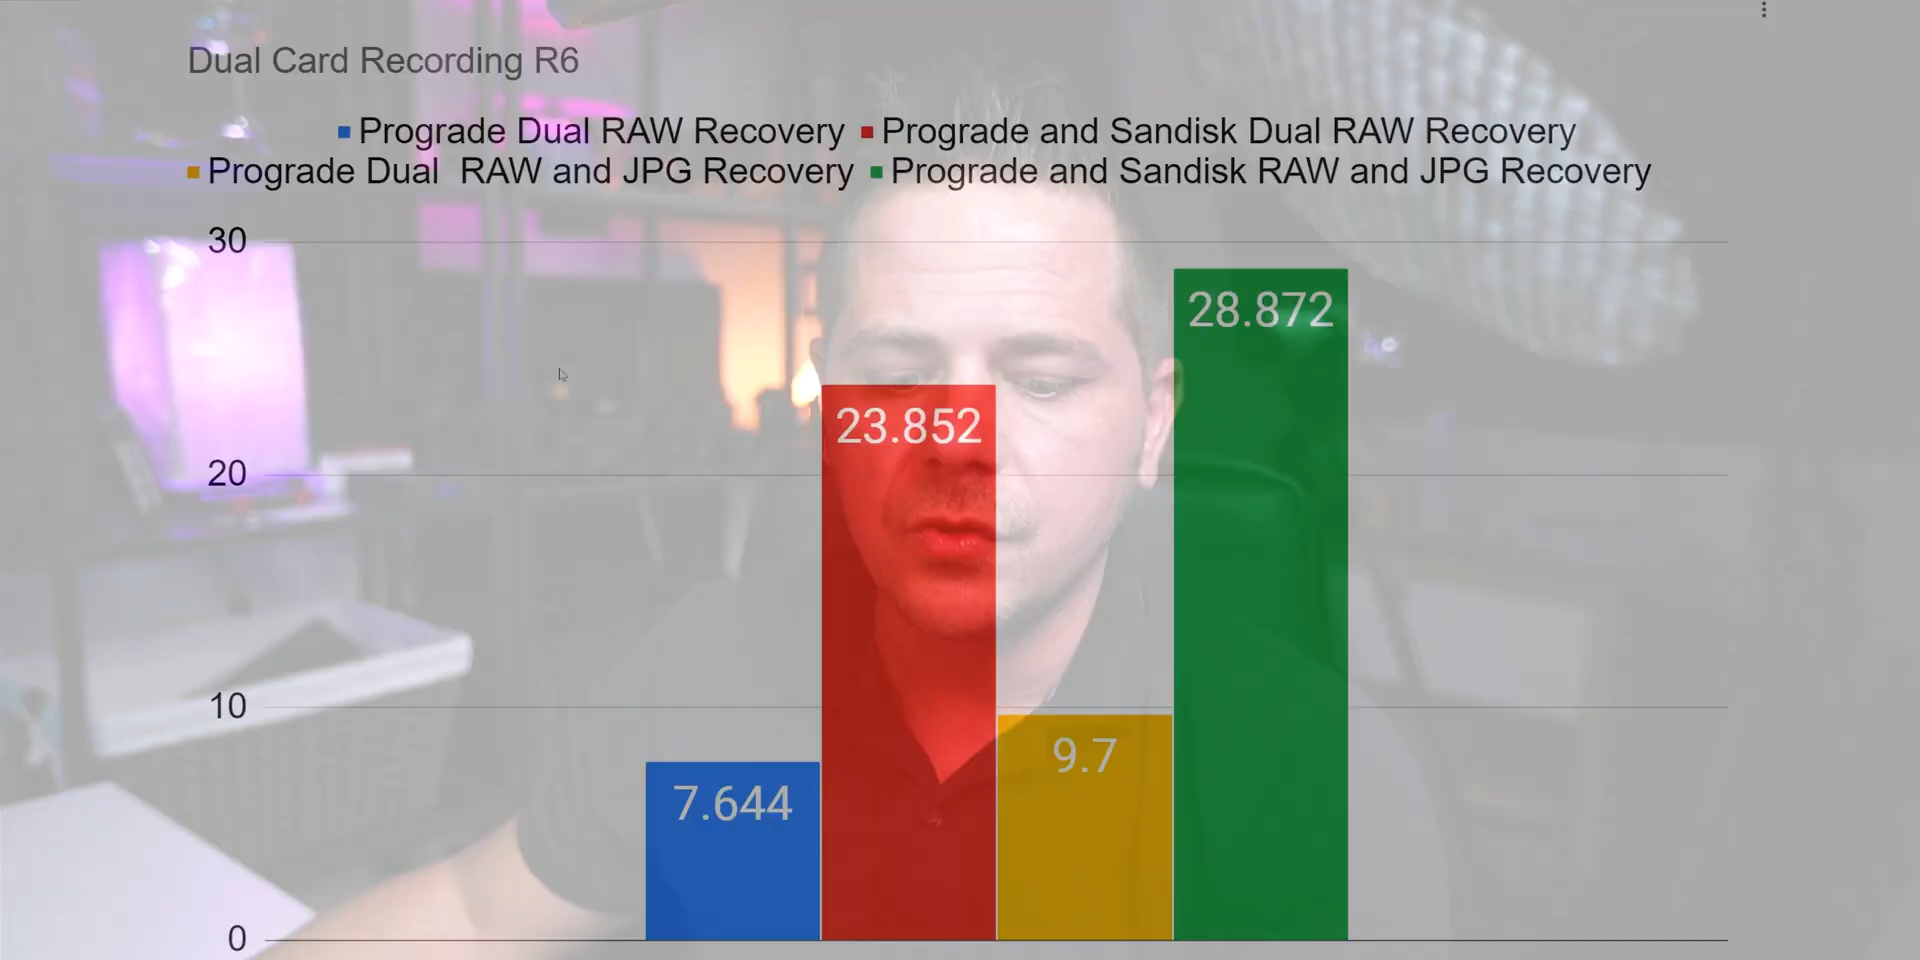 Dual Card Recording R6
Prograde Dual RAW Recovery Prograde and Sandisk Dual RAW Recovery
Prograde Dual  RAW and JPG Recovery Prograde and Sandisk RAW and JPG Recovery
30
28.872
23.852
20
10
9.7
7.644
0